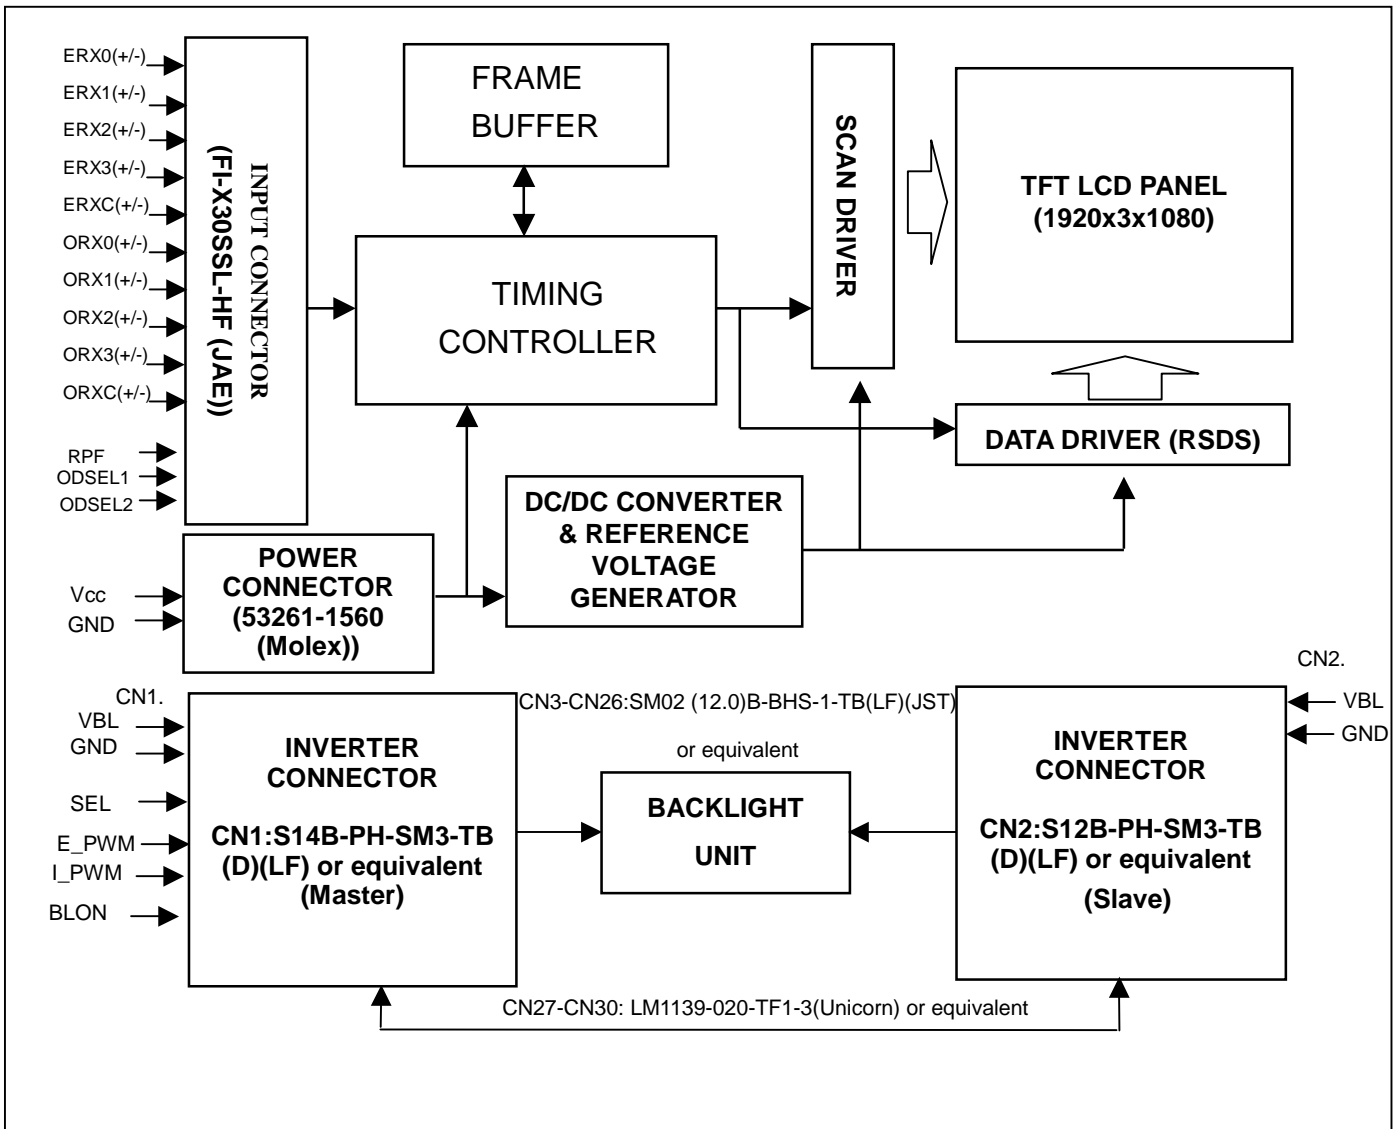 ERX0(+/-)
ERX1(+/-)
ERX2(+/-)
ERX3(+/-)
ERXC(+/-)
ORX0(+/-)
ORX1(+/-)
ORX2(+/-)
ORX3(+/-)
ORXC(+/-)
RPF
ODSEL1
ODSEL2
INPUT CONNECTOR
(FI-X30SSL-HF (JAE))
FRAME
BUFFER
TIMING
CONTROLLER
SCAN DRIVER
TFT LCD PANEL
(1920x3x1080)
DATA DRIVER (RSDS)
DC/DC CONVERTER
& REFERENCE
VOLTAGE
GENERATOR
Vcc
GND
POWER
CONNECTOR
(53261-1560
(Molex))
CN1.
VBL
GND
SEL
E_PWM
I_PWM
BLON
INVERTER
CONNECTOR
CN1:S14B-PH-SM3-TB
(D)(LF) or equivalent
(Master)
CN3-CN26:SM02 (12.0)B-BHS-1-TB(LF)(JST)
or equivalent
BACKLIGHT
UNIT
INVERTER
CONNECTOR
CN2:S12B-PH-SM3-TB
(D)(LF) or equivalent
(Slave)
CN2.
VBL
GND
CN27-CN30: LM1139-020-TF1-3(Unicorn) or equivalent